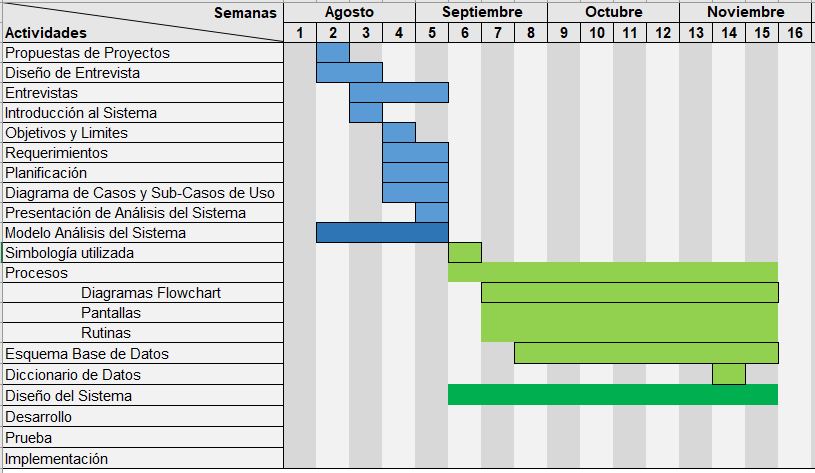 Semanas Agosto Septiembre Octubre Noviembre
Actividades 1 2 3 4 5 6 7 8 9 10 11 12 13 14 15 16
Propuestas de Proyectos
Diseño de Entrevista
Entrevistas
Introducción al Sistema
Objetivos y Limites
Requerimientos
Planificación
Diagrama de Casos y Sub-Casos de Uso
Presentación de Análisis del Sistema
Modelo Análisis del Sistema
Simbología utilizada
Procesos
Diagramas Flowchart
Pantallas
Rutinas
Esquema Base de Datos
Diccionario de Datos
Diseño del Sistema
Desarrollo
Prueba
Implementación